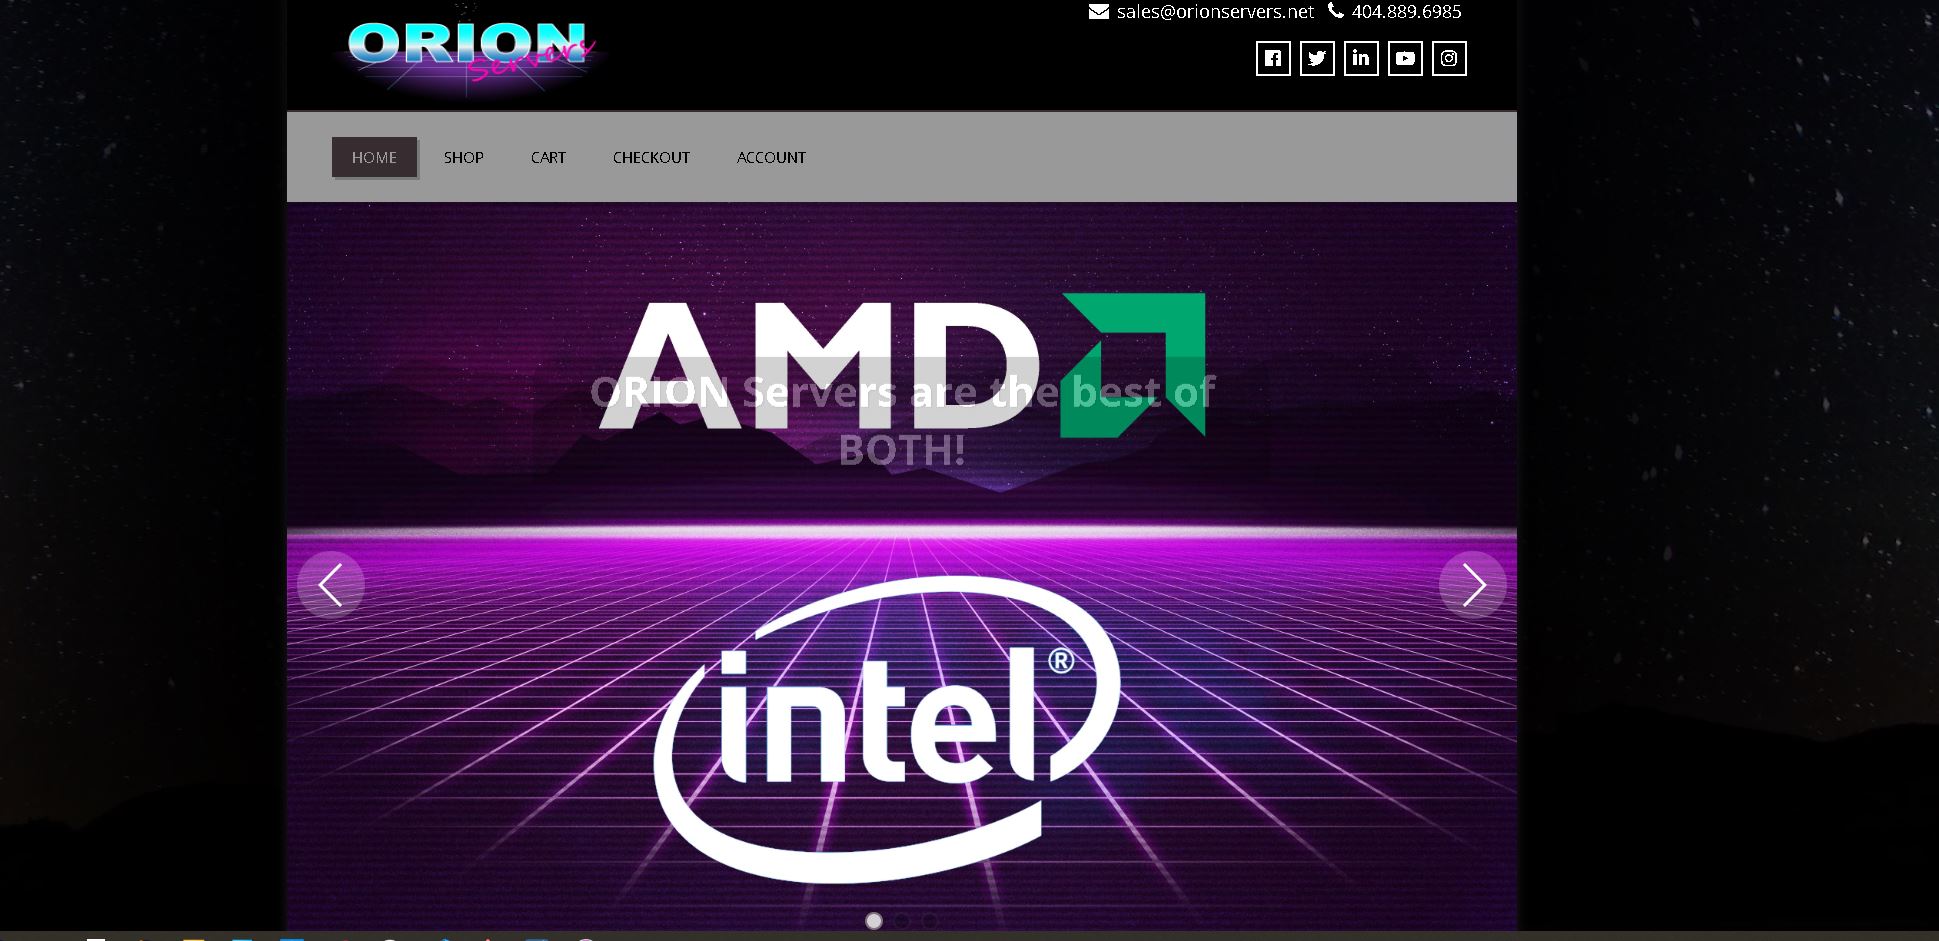 ORION
Servers
sales@orionservers.net 404.889.6985
HOME SHOP CART CHECKOUT ACCOUNT
AMD
ORION Servers are the best of
BOTH!
intel®